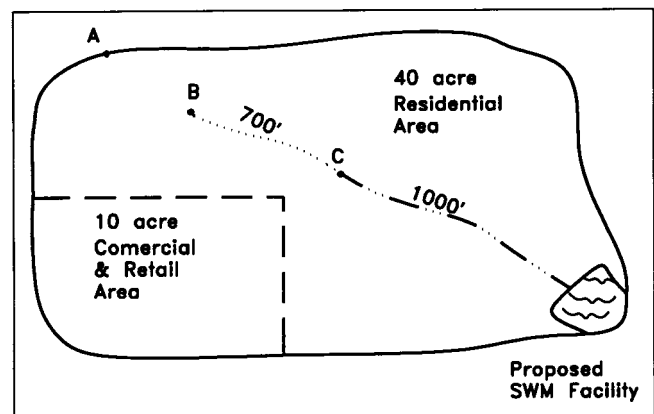 A
B
40 acre
Residential
Area
700'
C
1000'
10 acre
Comercial
& Retail
Area
Proposed
SWM Facility